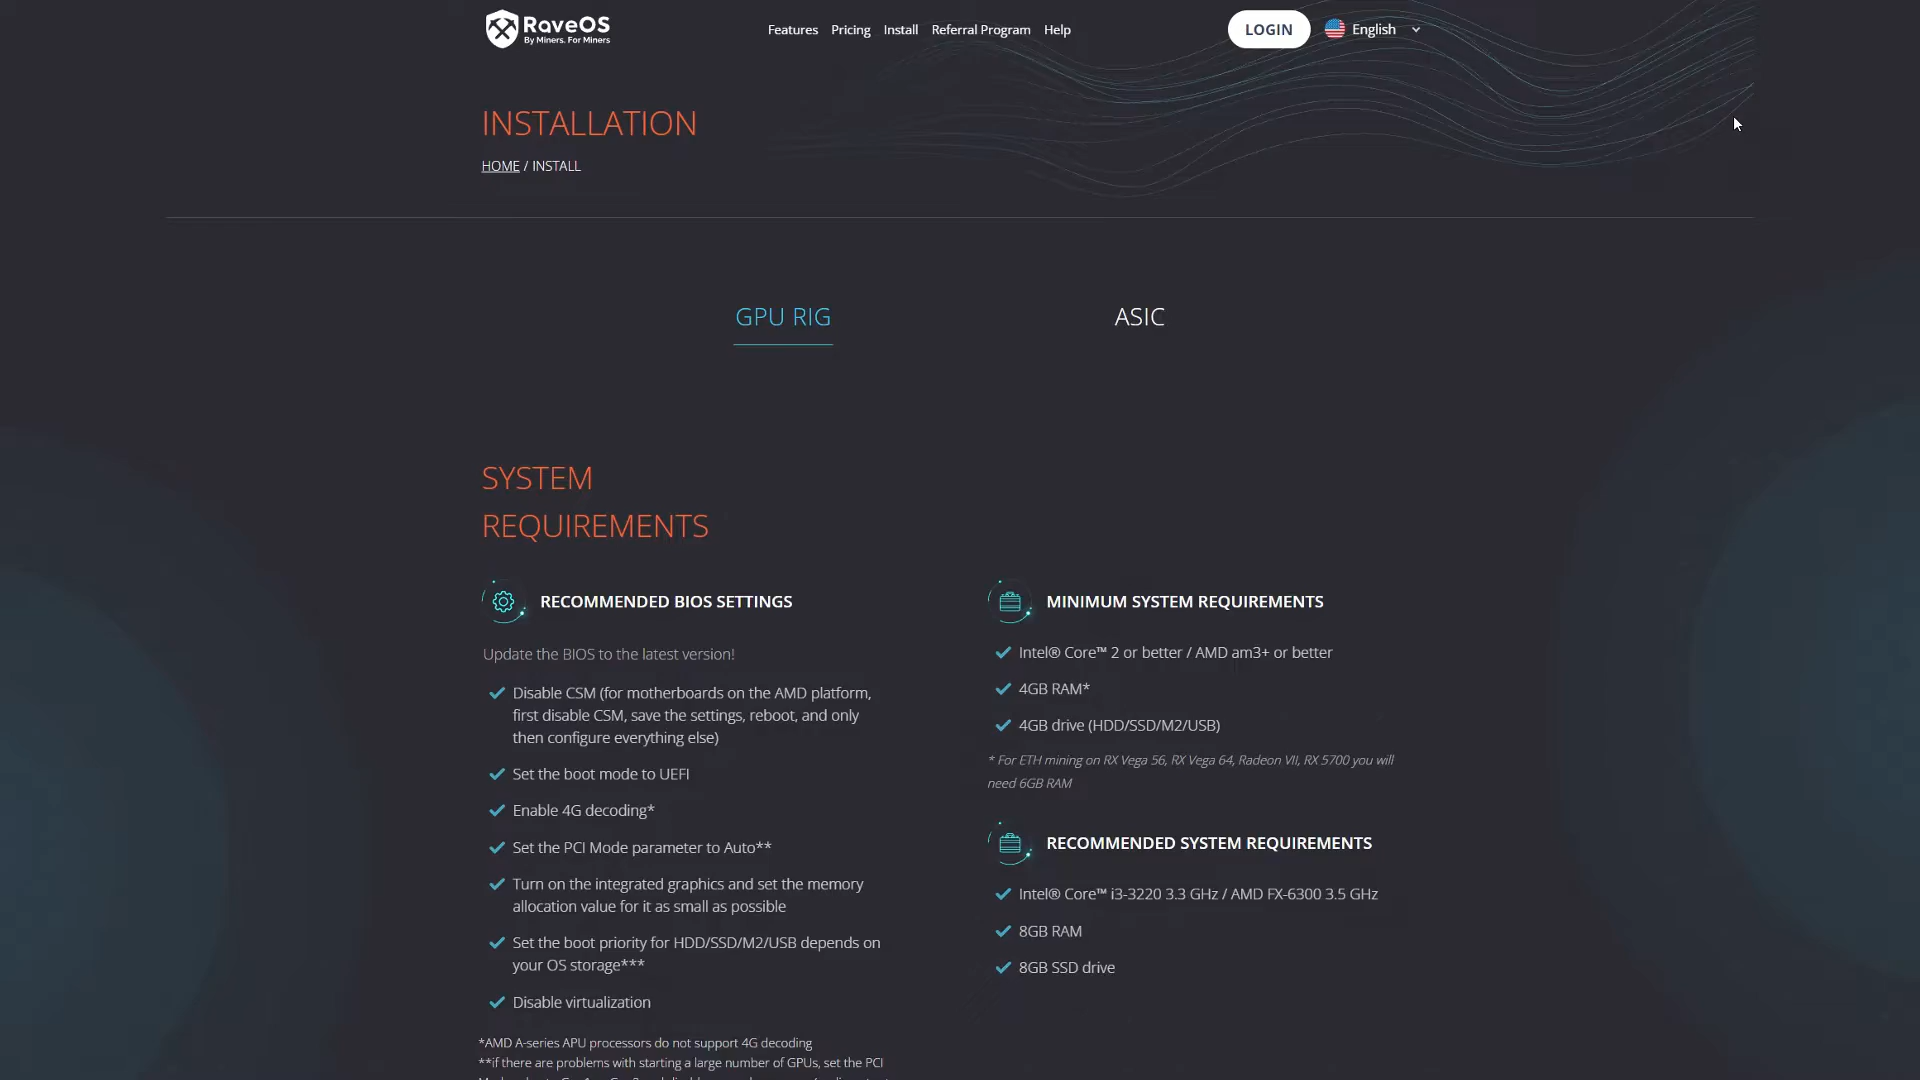 RaveOS
By Miners. For Miners
Features Pricing Install Referral Program Help
LOGIN
English
INSTALLATION
HOME / INSTALL
GPU RIG
ASIC
SYSTEM
REQUIREMENTS
RECOMMENDED BIOS SETTINGS
Update the BIOS to the latest version!
Disable CSM (for motherboards on the AMD platform,
first disable CSM, save the settings, reboot, and only
then configure everything else)
Set the boot mode to UEFI
Enable 4G decoding*
Set the PCI Mode parameter to Auto**
Turn on the integrated graphics and set the memory
allocation value for it as small as possible
Set the boot priority for HDD/SSD/M2/USB depends on
your OS storage***
Disable virtualization
*AMD A-series APU processors do not support 4G decoding
**if there are problems with starting a large number of GPUs, set the PCI
MINIMUM SYSTEM REQUIREMENTS
Intel® Core™ 2 or better / AMD am3+ or better
4GB RAM*
4GB drive (HDD/SSD/M2/USB)
* For ETH mining on RX Vega 56, RX Vega 64, Radeon VII, RX 5700 you will
need 6GB RAM
RECOMMENDED SYSTEM REQUIREMENTS
Intel® Core™ i3-3220 3.3 GHz / AMD FX-6300 3.5 GHz
8GB RAM
8GB SSD drive